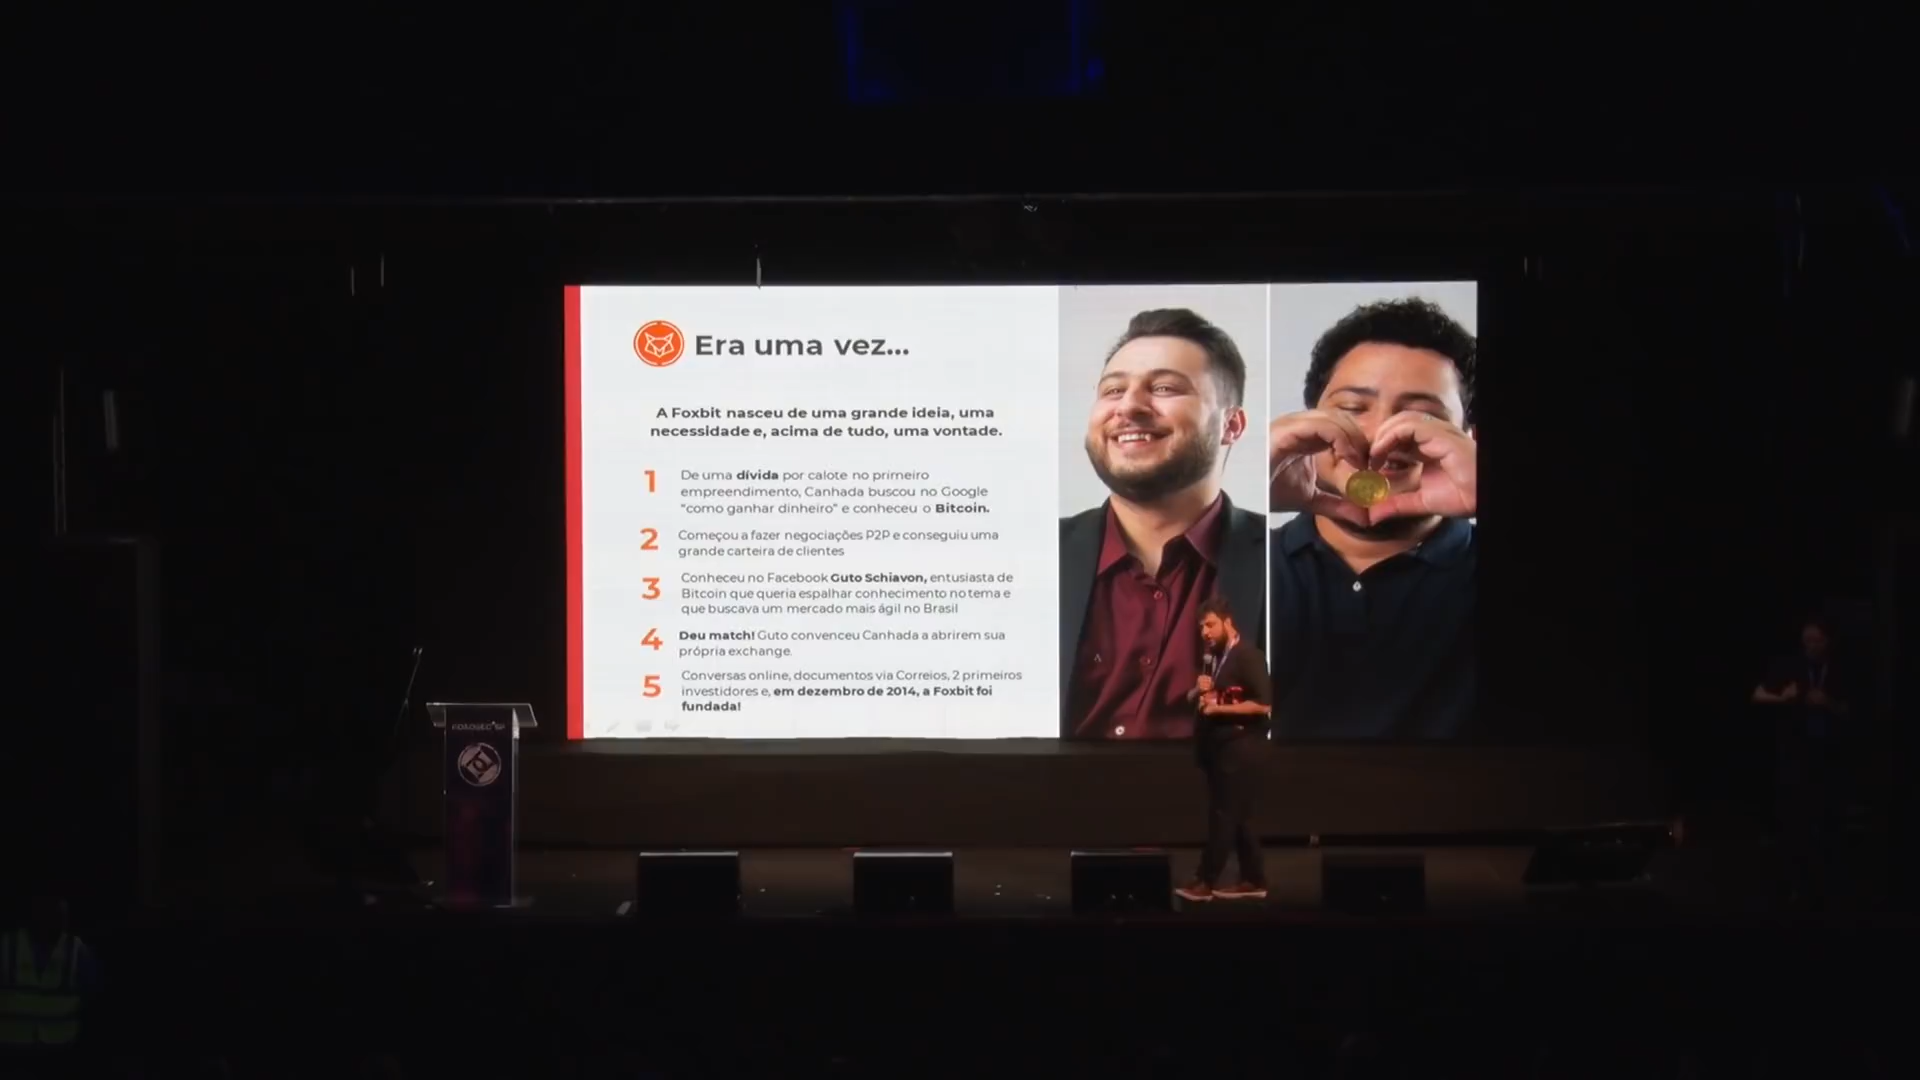 Era uma vez...
A Foxbit nasceu de uma grande ideia, uma
necessidade e, acima de tudo, uma vontade.
1 De uma dívida por calote no primeiro
empreendimento, Canhada buscou no Google
"como ganhar dinheiro" e conheceu o Bitcoin.
2 Começou a fazer negociações P2P e conseguiu uma
grande carteira de clientes
3 Conheceu no Facebook Guto Schiavon, entusiasta de
Bitcoin que queria espalhar conhecimento no tema e
que buscava um mercado mais ágil no Brasil
4 Deu match! Guto convenceu Canhada a abrirem sua
própria exchange.
5 Conversas online, documentos via Correios, 2 primeiros
investidores e, em dezembro de 2014, a Foxbit foi
fundada!